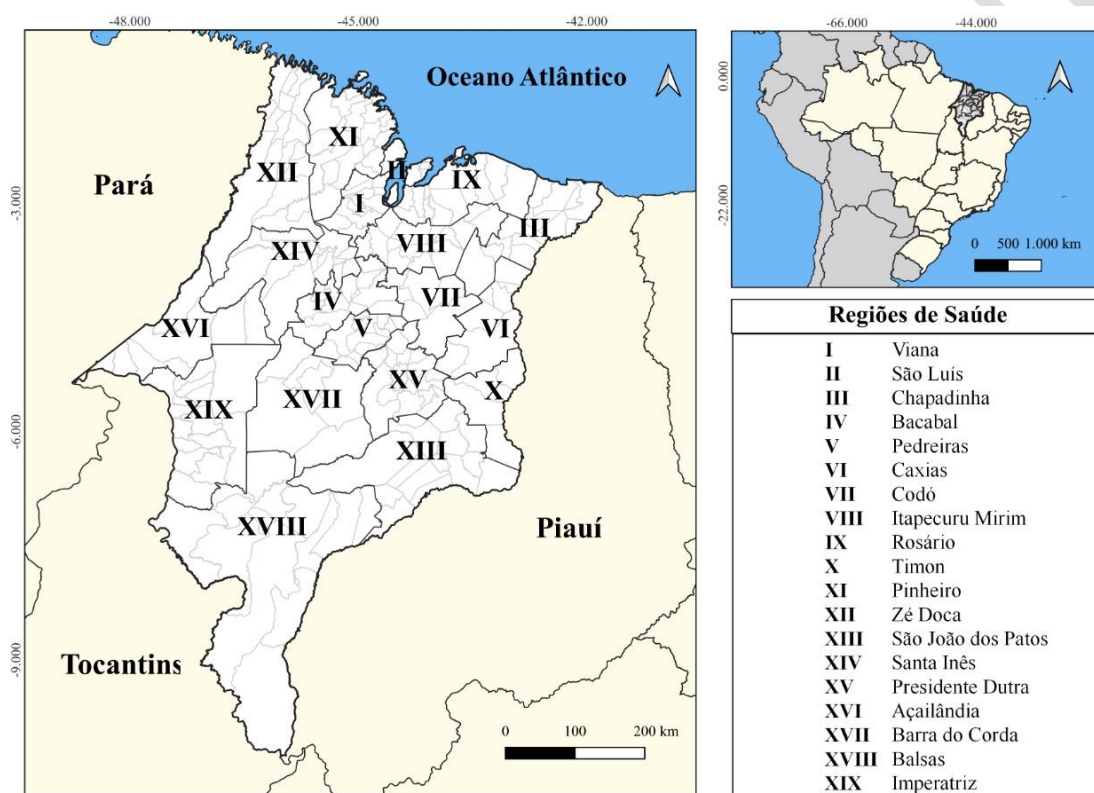 -48.000
-45.000
-42.000
-3.000
-6.000
-9.000
Oceano Atlântico
Pará
XI
XII
II
IX
I
III
XIV
VIII
IV
VII
XVI
V
VI
XV
X
XVII
XIX
XIII
XVIII
Piauí
Tocantins
0 100 200 km
-66.000
-44.000
0.0000
-22.000
0 500 1.000 km
Regiões de Saúde
I Viana
II São Luís
III Chapadinha
IV Bacabal
V Pedreiras
VI Caxias
VII Codó
VIII Itapecuru Mirim
IX Rosário
X Timon
XI Pinheiro
XII Zé Doca
XIII São João dos Patos
XIV Santa Inês
XV Presidente Dutra
XVI Açailândia
XVII Barra do Corda
XVIII Balsas
XIX Imperatriz